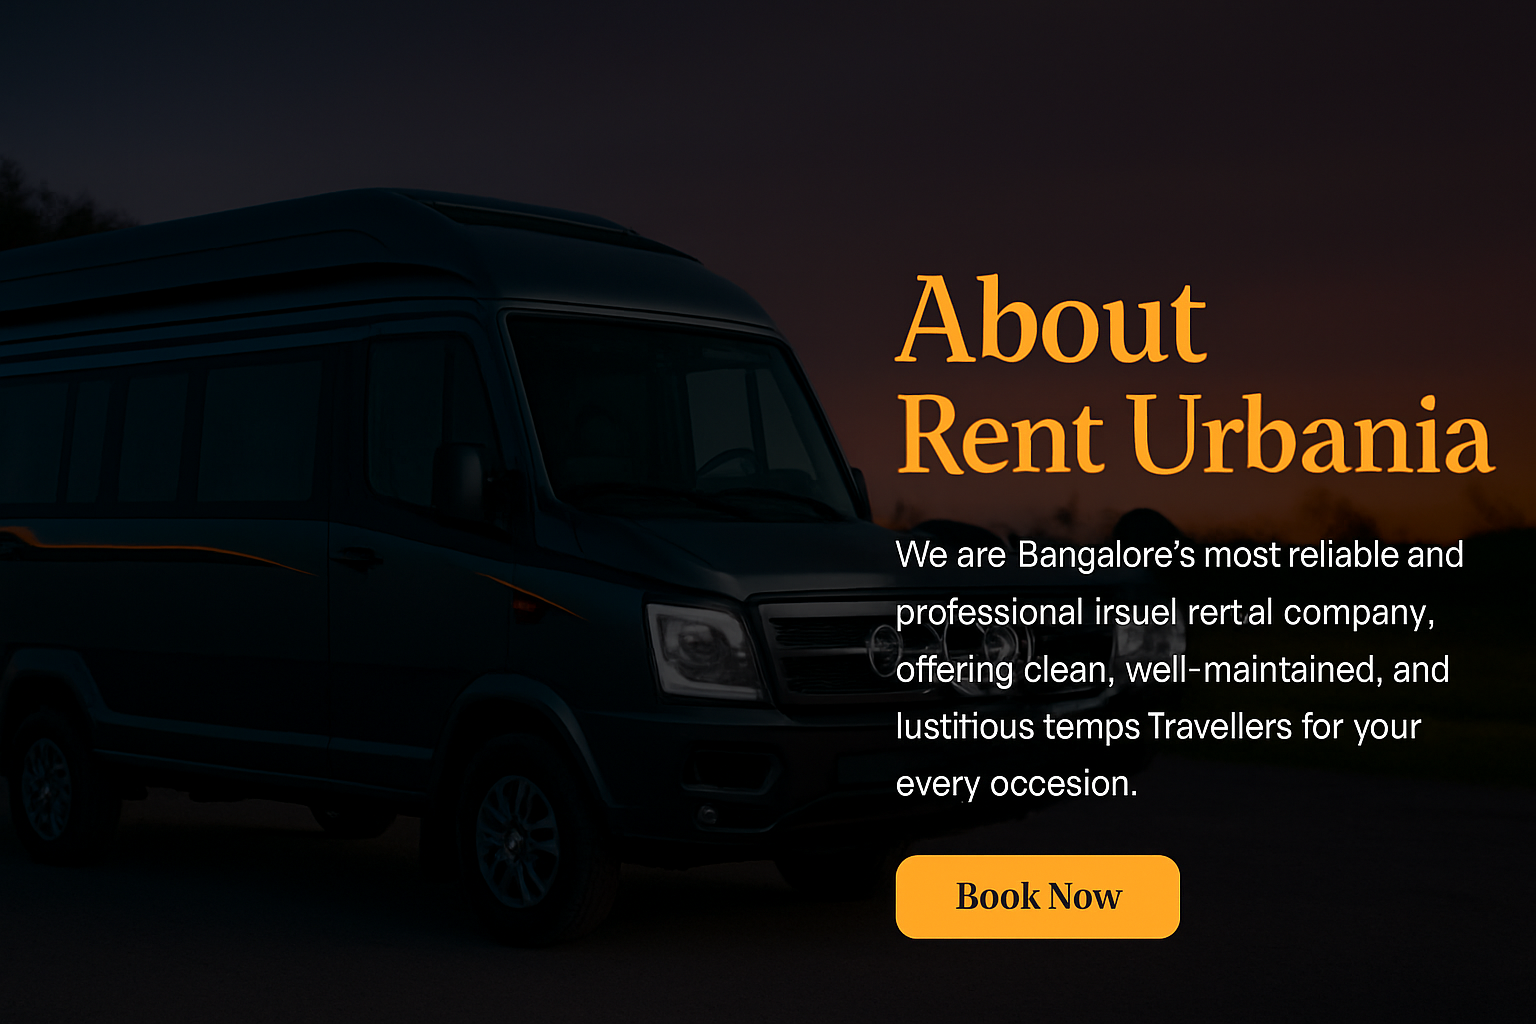 About
Rent Urbania
We are Bangalore’s most reliable and
professional irsuel rert.al company,
offering clean, well-maintained, and
lustitious temps Travellers for your
every occesion.
Book Now